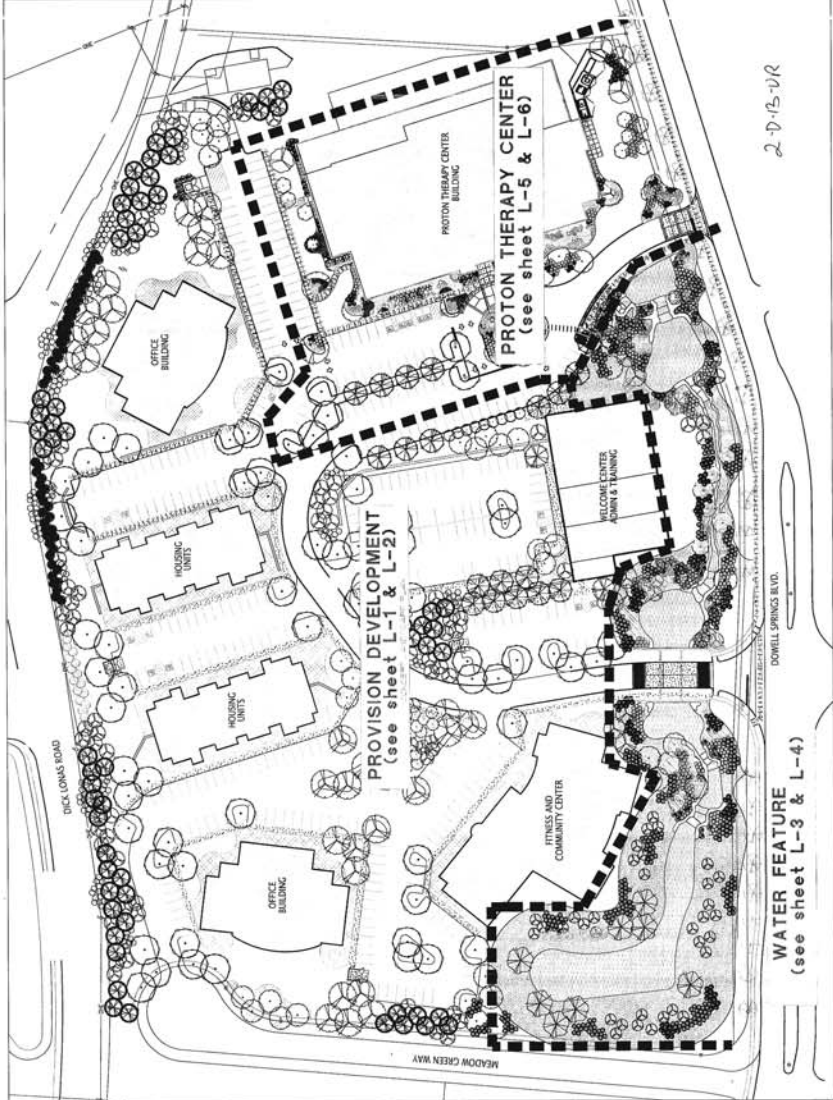 DICK LONAS ROAD
OFFICE
BUILDING
HOUSING
UNITS
HOUSING
UNITS
OFFICE
BUILDING
PROTON THERAPY CENTER
BUILDING
PROTON THERAPY CENTER
(see sheet L-5 & L-6)
PROVISION DEVELOPMENT
(see sheet L-1 & L-2)
WELCOME CENTER
ADMIN & TRAINING
FITNESS AND
COMMUNITY CENTER
MEADOW GREEN WAY
DOWELL SPRINGS BLVD.
WATER FEATURE
(see sheet L-3 & L-4)
2-D-13-UR